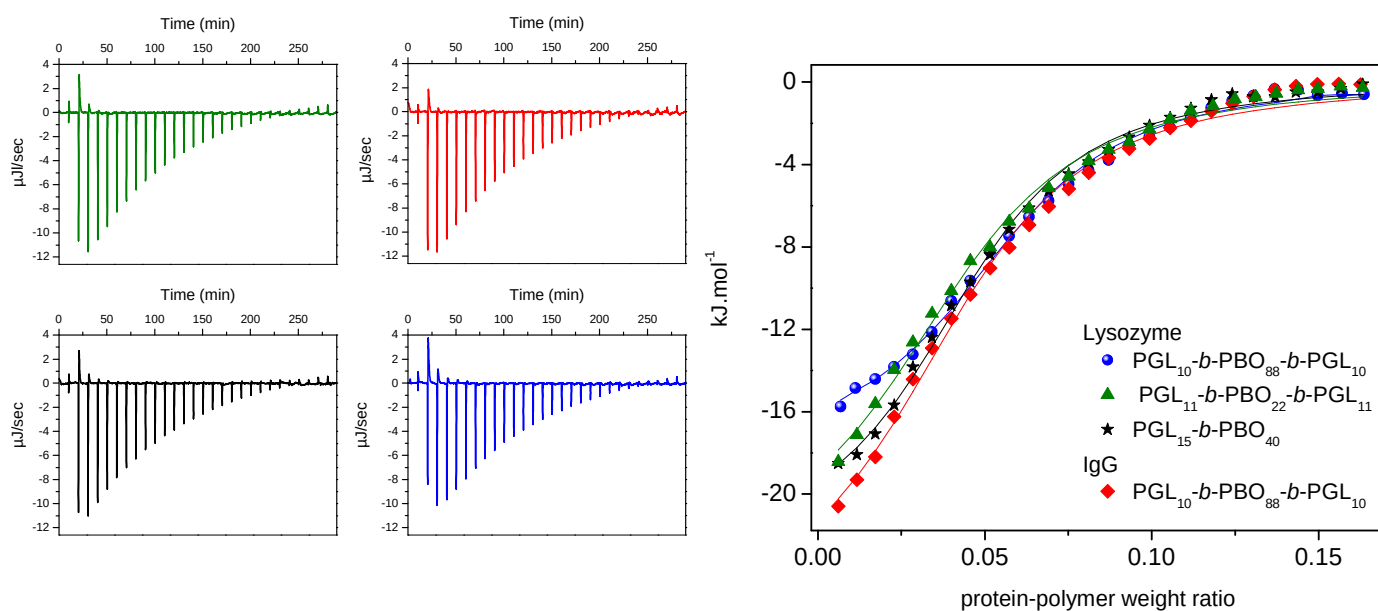 Time (min)
0 50 100 150 200 250
4
2
0
-2
-4
-6
-8
-10
-12
µJl/sec
Time (min)
0 50 100 150 200 250
4
2
0
-2
-4
-6
-8
-10
-12
µJl/sec
Time (min)
0 50 100 150 200 250
4
2
0
-2
-4
-6
-8
-10
-12
µJ/sec
Time (min)
0 50 100 150 200 250
4
2
0
-2
-4
-6
-8
-10
-12
µJ/sec
0
-4
-8
-12
-16
-20
kJ.mol⁻¹
Lysozyme
PGL₁₀-b-PBO₈₈-b-PGL₁₀
PGL₁₁-b-PBO₂₂-b-PGL₁₁
PGL₁₅-b-PBO₄₀
IgG
PGL₁₀-b-PBO₈₈-b-PGL₁₀
0.00 0.05 0.10 0.15
protein-polymer weight ratio